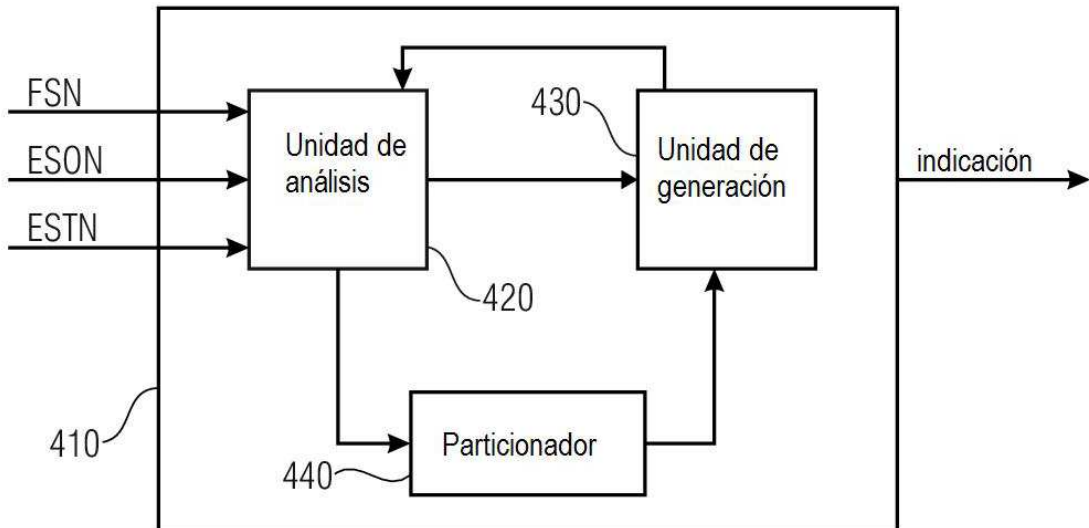 FSN
ESON
ESTN
Unidad de
análisis
420
430
Unidad de
generación
indicación
410
Particionador
440